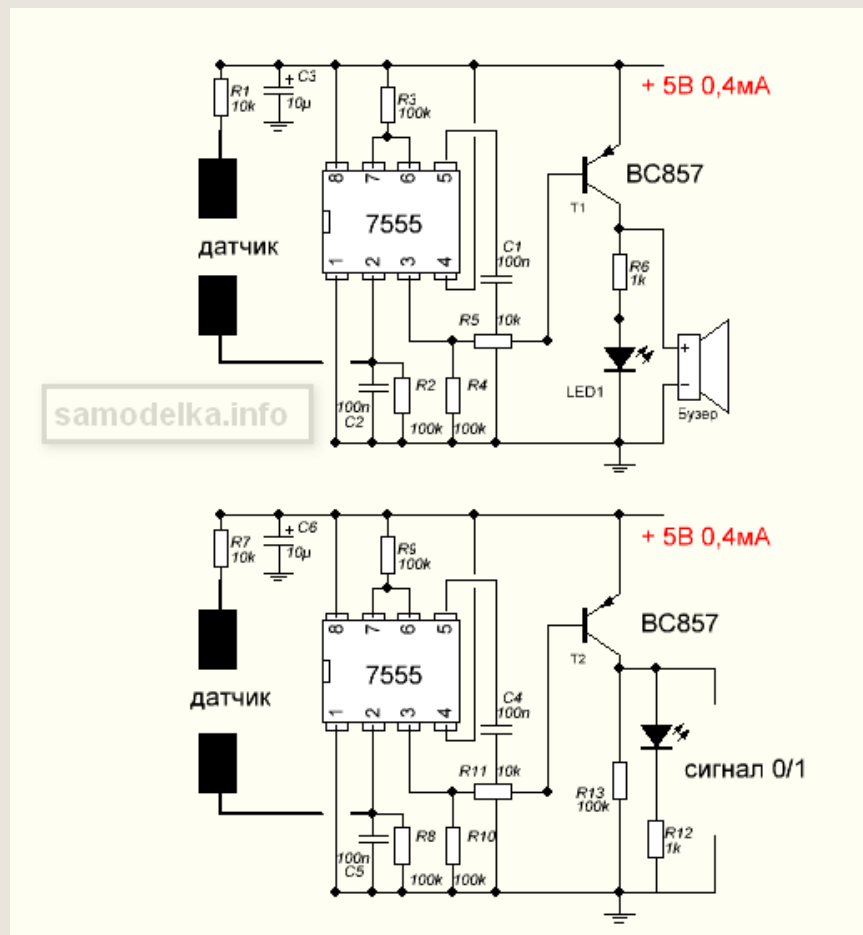 R1
10k
C3
+
10µ
R3
100k
+ 5В 0,4мА
8 7 6 5
7555
1 2 3 4
BC857
T1
C1
100n
R6
1k
датчик
R5 10k
+
−
LED1
Бузер
samodelka.info
100n
C2
R2
100k
R4
100k
R7
10k
C6
+
10µ
R9
100k
+ 5В 0,4мА
8 7 6 5
7555
1 2 3 4
BC857
T2
C4
100n
датчик
R11 10k
R13
100k
сигнал 0/1
R12
1k
100n
C5
R8
100k
R10
100k